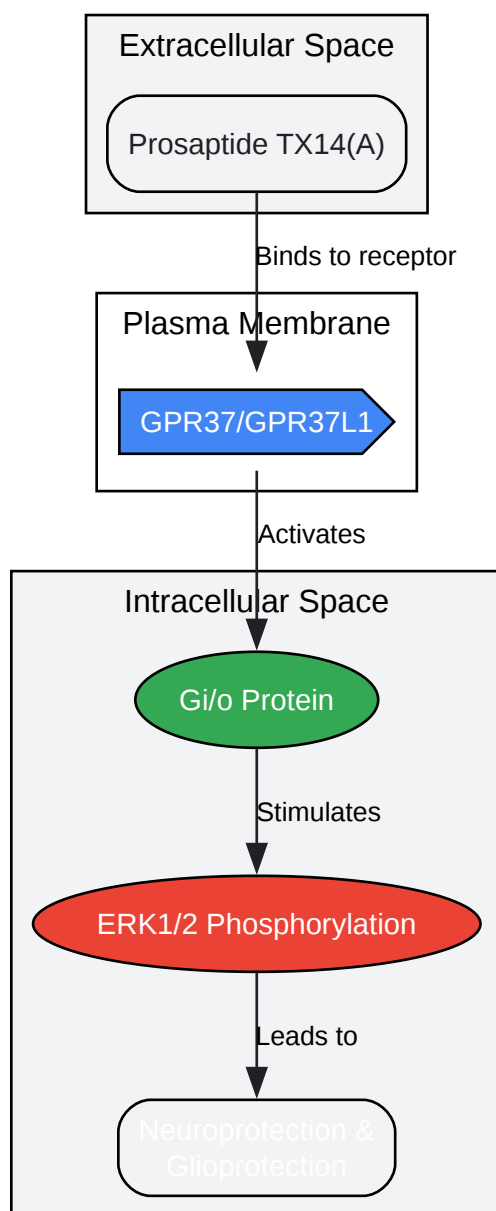 Extracellular Space
Prosaptide TX14(A)
Binds to receptor
Plasma Membrane
GPR37/GPR37L1
Activates
Intracellular Space
Gi/o Protein
Stimulates
ERK1/2 Phosphorylation
Leads to
Neuroprotection &
Glioprotection